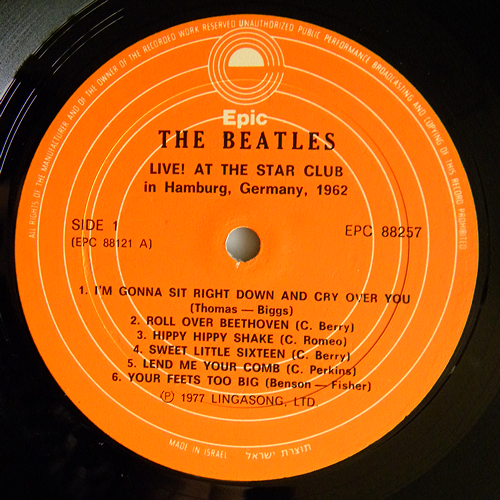 ALL RIGHTS OF THE MANUFACTURER AND OF THE OWNER OF THE RECORDED WORK RESERVED UNAUTHORIZED PUBLIC PERFORMANCE BROADCASTING AND COPYING OF THIS RECORD PROHIBITED
Epic
THE BEATLES
LIVE! AT THE STAR CLUB
in Hamburg, Germany, 1962
SIDE 1
(EPC 88121 A)
EPC 88257
1. I'M GONNA SIT RIGHT DOWN AND CRY OVER YOU
(Thomas — Biggs)
2. ROLL OVER BEETHOVEN (C. Berry)
3. HIPPY HIPPY SHAKE (C. Romeo)
4. SWEET LITTLE SIXTEEN (C. Berry)
5. LEND ME YOUR COMB (C. Perkins)
6. YOUR FEETS TOO BIG (Benson — Fisher)
Ⓟ 1977 LINGASONG, LTD.
MADE IN ISRAEL תוצרת ישראל